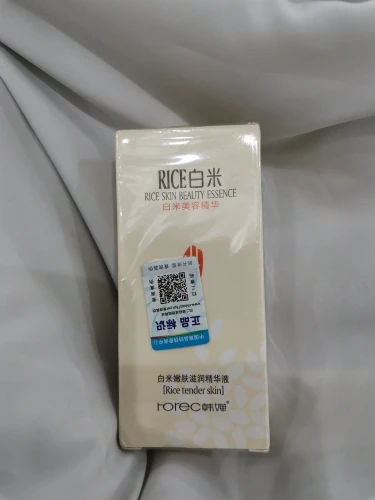 RICE白米
RICE SKIN BEAUTY ESSENCE
白米美容精华
正品 标识
白米嫩肤滋润精华液
[Rice tender skin]
rorec韩婵